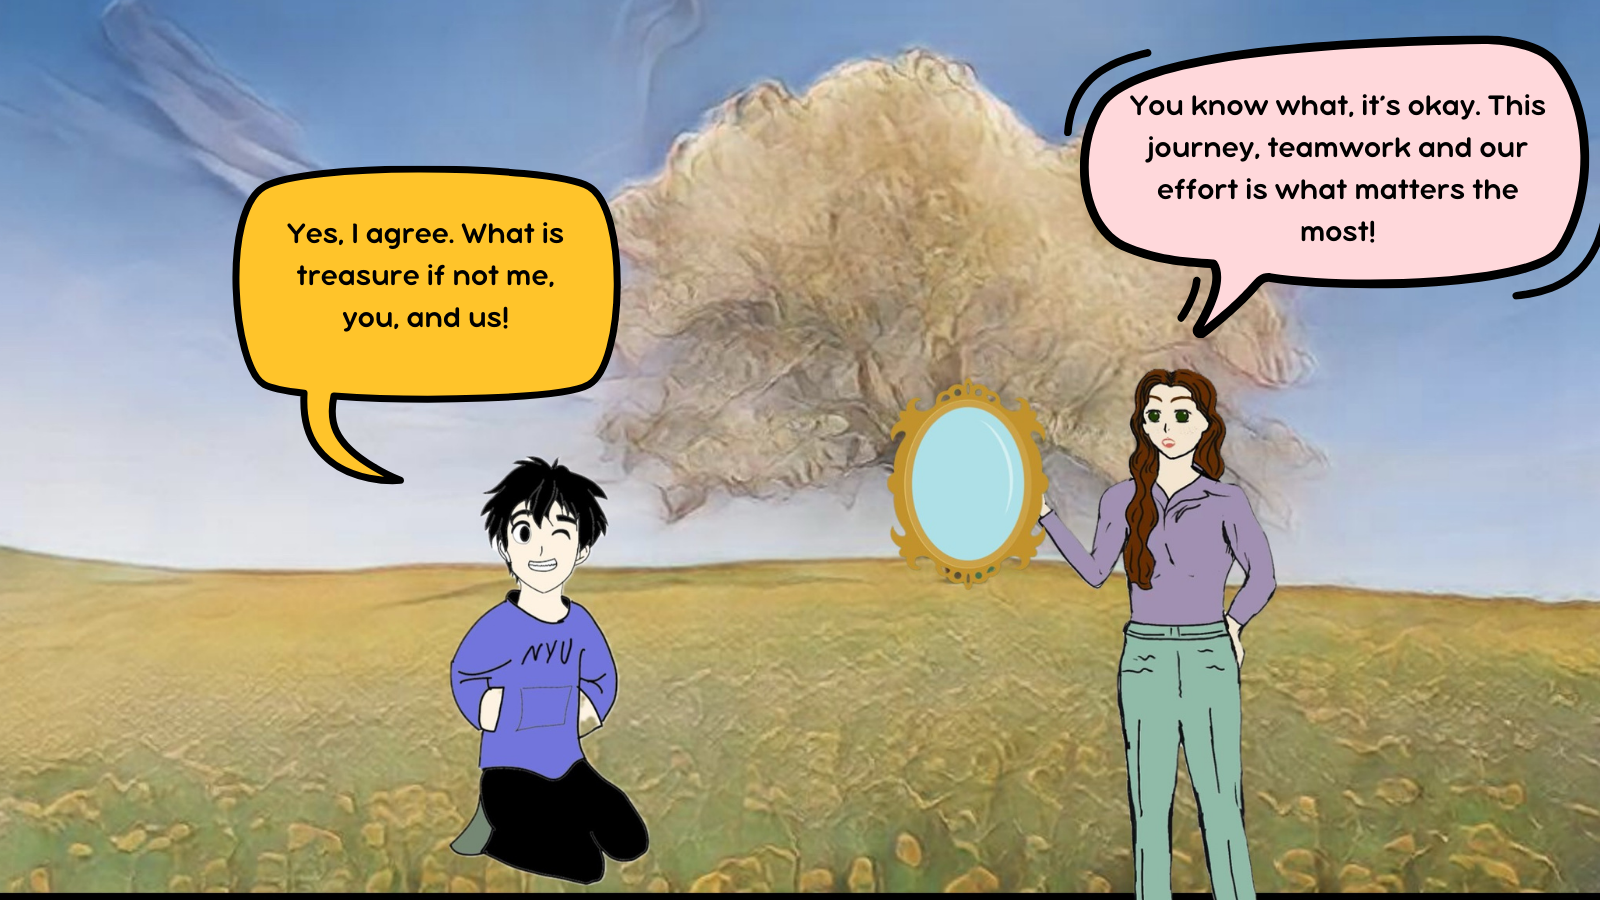 You know what, it's okay. This
journey, teamwork and our
effort is what matters the
most!
Yes, I agree. What is
treasure if not me,
you, and us!
NYU